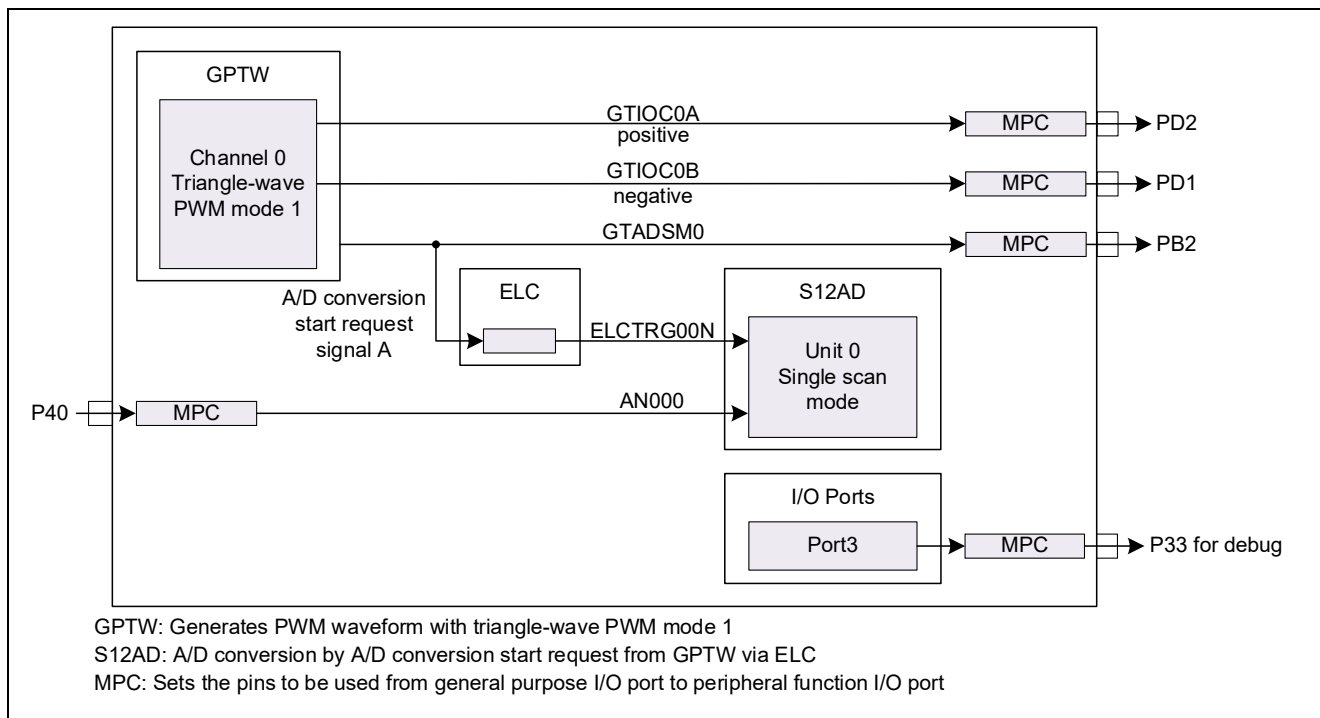 GPTW
Channel 0
Triangle-wave
PWM mode 1
GTIOC0A
positive
MPC
PD2
GTIOC0B
negative
MPC
PD1
GTADSM0
MPC
PB2
A/D conversion
start request
signal A
ELC
ELCTRG00N
S12AD
Unit 0
Single scan
mode
P40
MPC
AN000
I/O Ports
Port3
MPC
P33 for debug
GPTW: Generates PWM waveform with triangle-wave PWM mode 1
S12AD: A/D conversion by A/D conversion start request from GPTW via ELC
MPC: Sets the pins to be used from general purpose I/O port to peripheral function I/O port